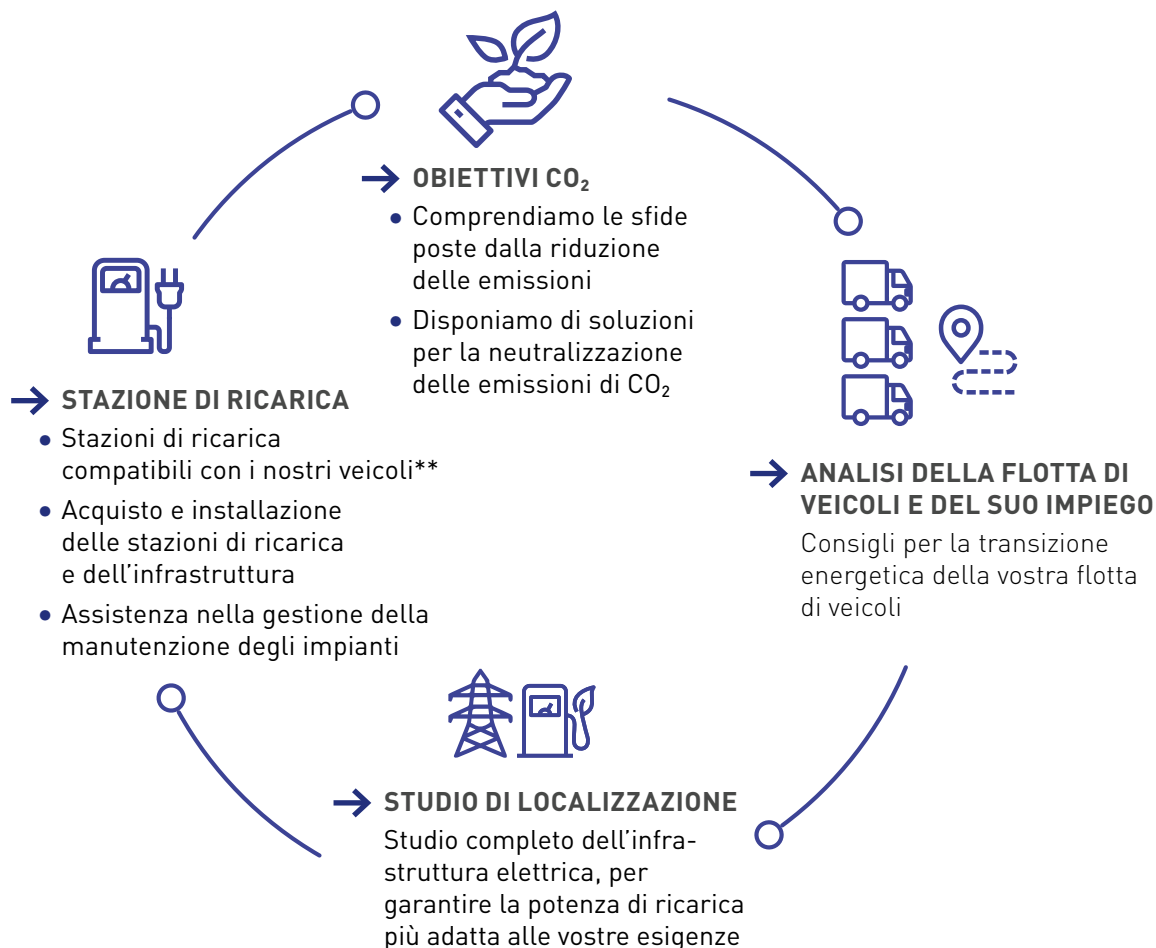 OBIETTIVI CO₂
Comprendiamo le sfide
poste dalla riduzione
delle emissioni
Disponiamo di soluzioni
per la neutralizzazione
delle emissioni di CO₂
ANALISI DELLA FLOTTA DI
VEICOLI E DEL SUO IMPIEGO
Consigli per la transizione
energetica della vostra flotta
di veicoli
STUDIO DI LOCALIZZAZIONE
Studio completo dell’infra-
struttura elettrica, per
garantire la potenza di ricarica
più adatta alle vostre esigenze
STAZIONE DI RICARICA
Stazioni di ricarica
compatibili con i nostri veicoli**
Acquisto e installazione
delle stazioni di ricarica
e dell’infrastruttura
Assistenza nella gestione della
manutenzione degli impianti